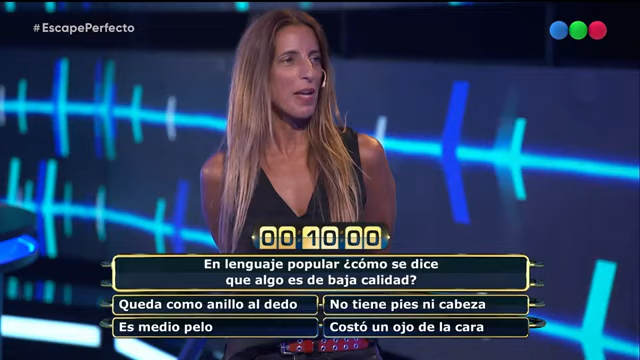 #EscapePerfecto
00 10:00
En lenguaje popular ¿cómo se dice
que algo es de baja calidad?
Queda como anillo al dedo
No tiene pies ni cabeza
Es medio pelo
Costó un ojo de la cara